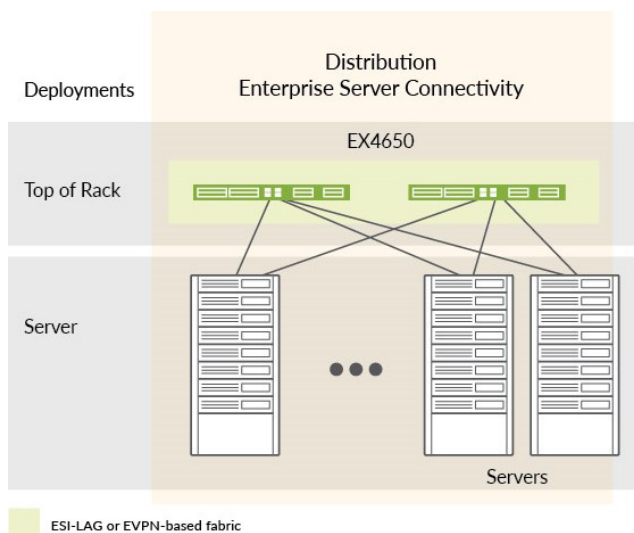 Distribution
Enterprise Server Connectivity
Deployments
EX4650
Top of Rack
Server
Servers
ESI-LAG or EVPN-based fabric